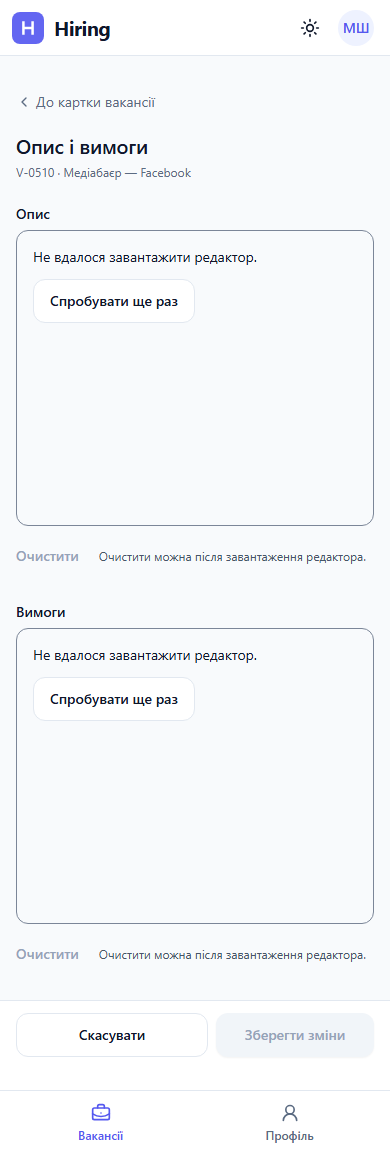 H Hiring МШ
До картки вакансії
Опис і вимоги
V-0510 · Медіабаєр — Facebook
Опис
Не вдалося завантажити редактор.
Спробувати ще раз
Очистити Очистити можна після завантаження редактора.
Вимоги
Не вдалося завантажити редактор.
Спробувати ще раз
Очистити Очистити можна після завантаження редактора.
Скасувати Зберегти зміни
Вакансії Профіль